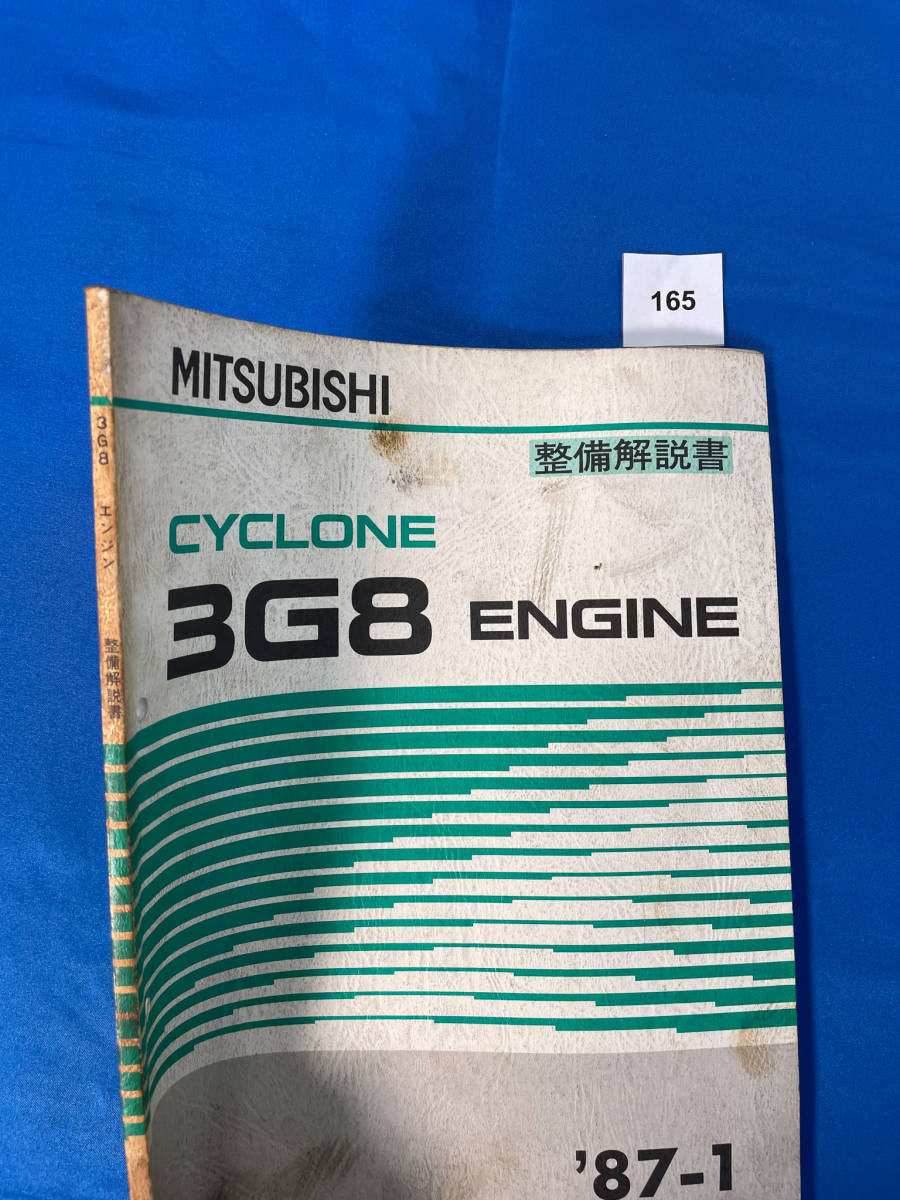 165
MITSUBISHI
整備解説書
CYCLONE
3G8 ENGINE
'87-1
3G8 エンジン 整備解説書